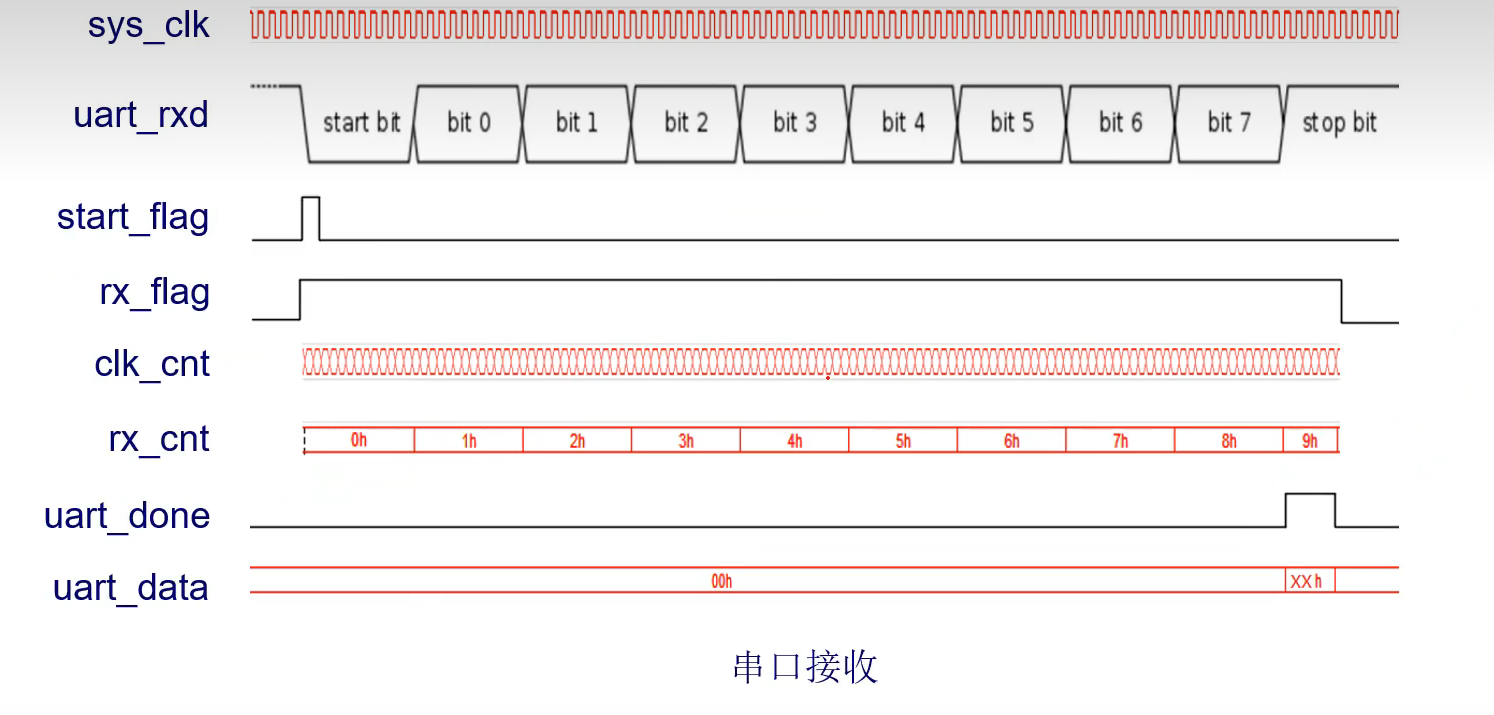 sys_clk
uart_rxd start bit bit 0 bit 1 bit 2 bit 3 bit 4 bit 5 bit 6 bit 7 stop bit
start_flag
rx_flag
clk_cnt
rx_cnt 0h 1h 2h 3h 4h 5h 6h 7h 8h 9h
uart_done
uart_data 00h XXh
串口接收